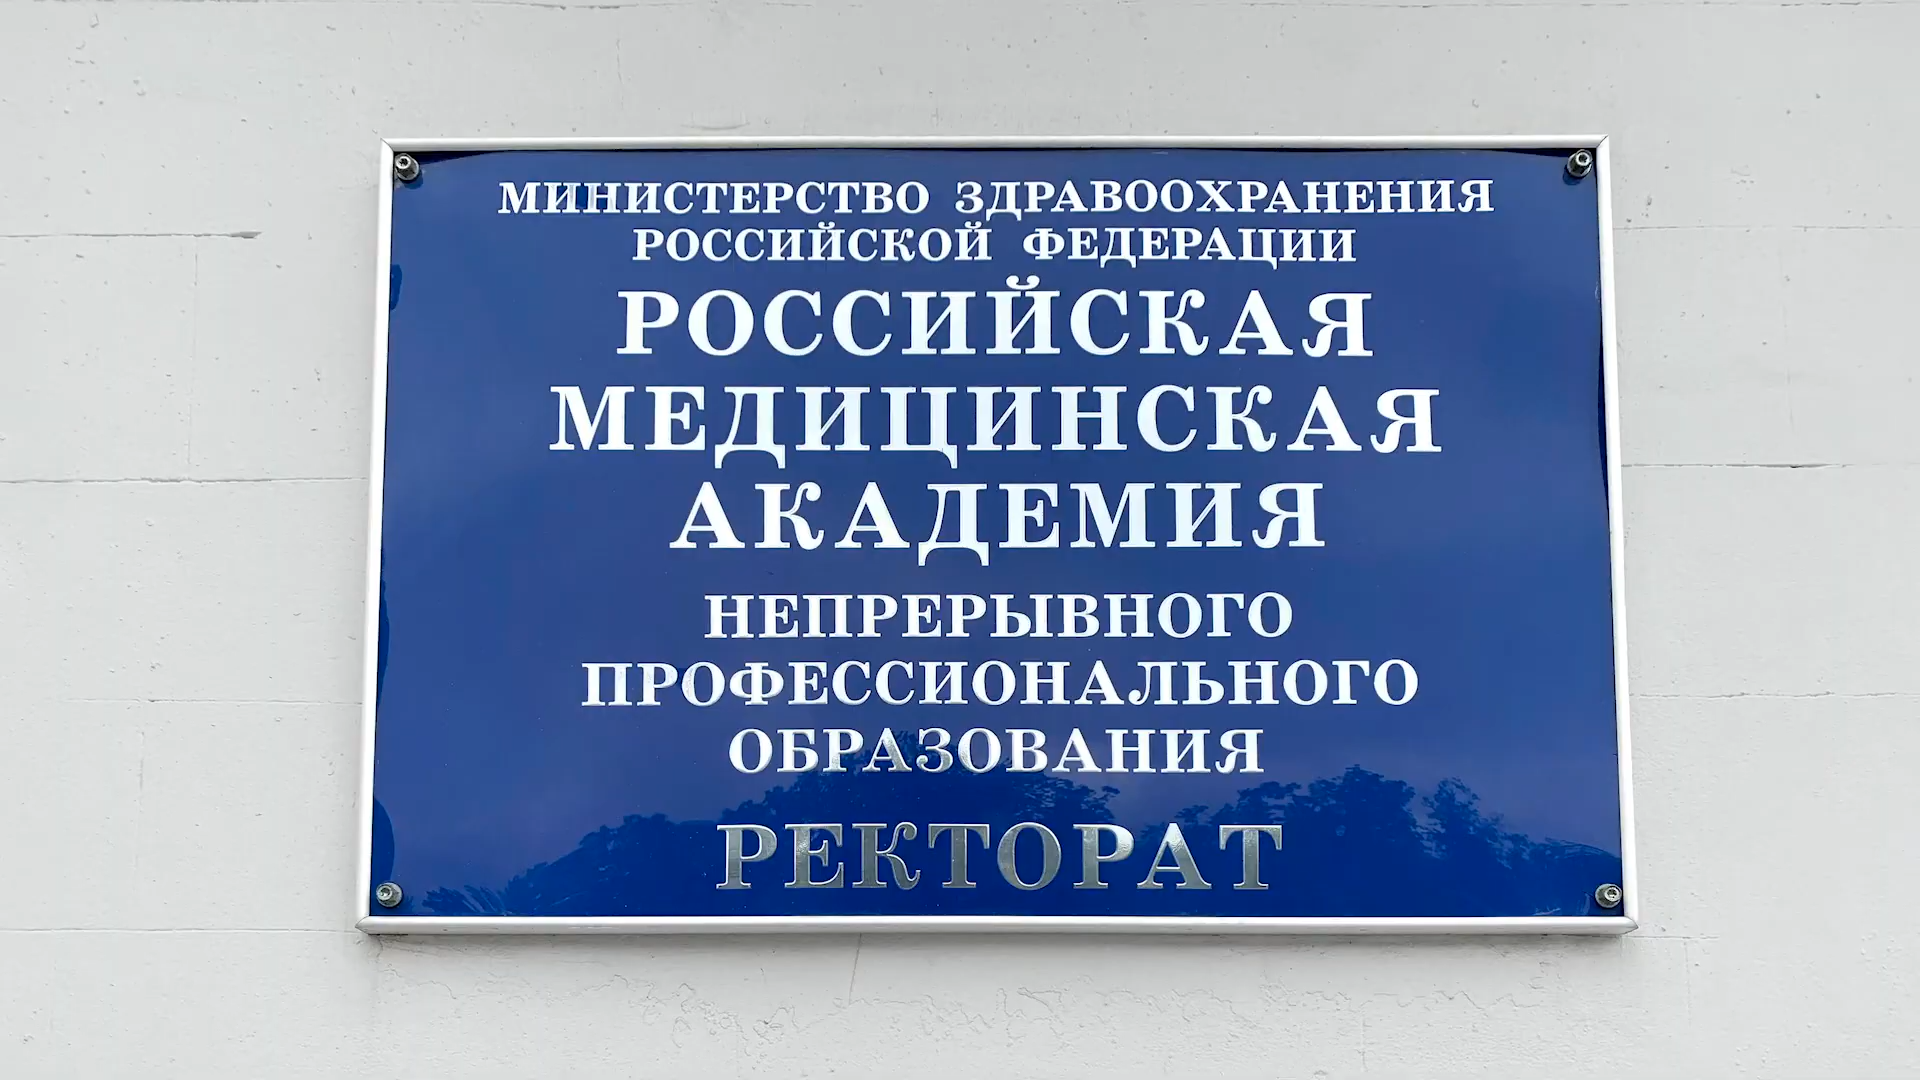 МИНИСТЕРСТВО ЗДРАВООХРАНЕНИЯ
РОССИЙСКОЙ ФЕДЕРАЦИИ
РОССИЙСКАЯ
МЕДИЦИНСКАЯ
АКАДЕМИЯ
НЕПРЕРЫВНОГО
ПРОФЕССИОНАЛЬНОГО
ОБРАЗОВАНИЯ
РЕКТОРАТ